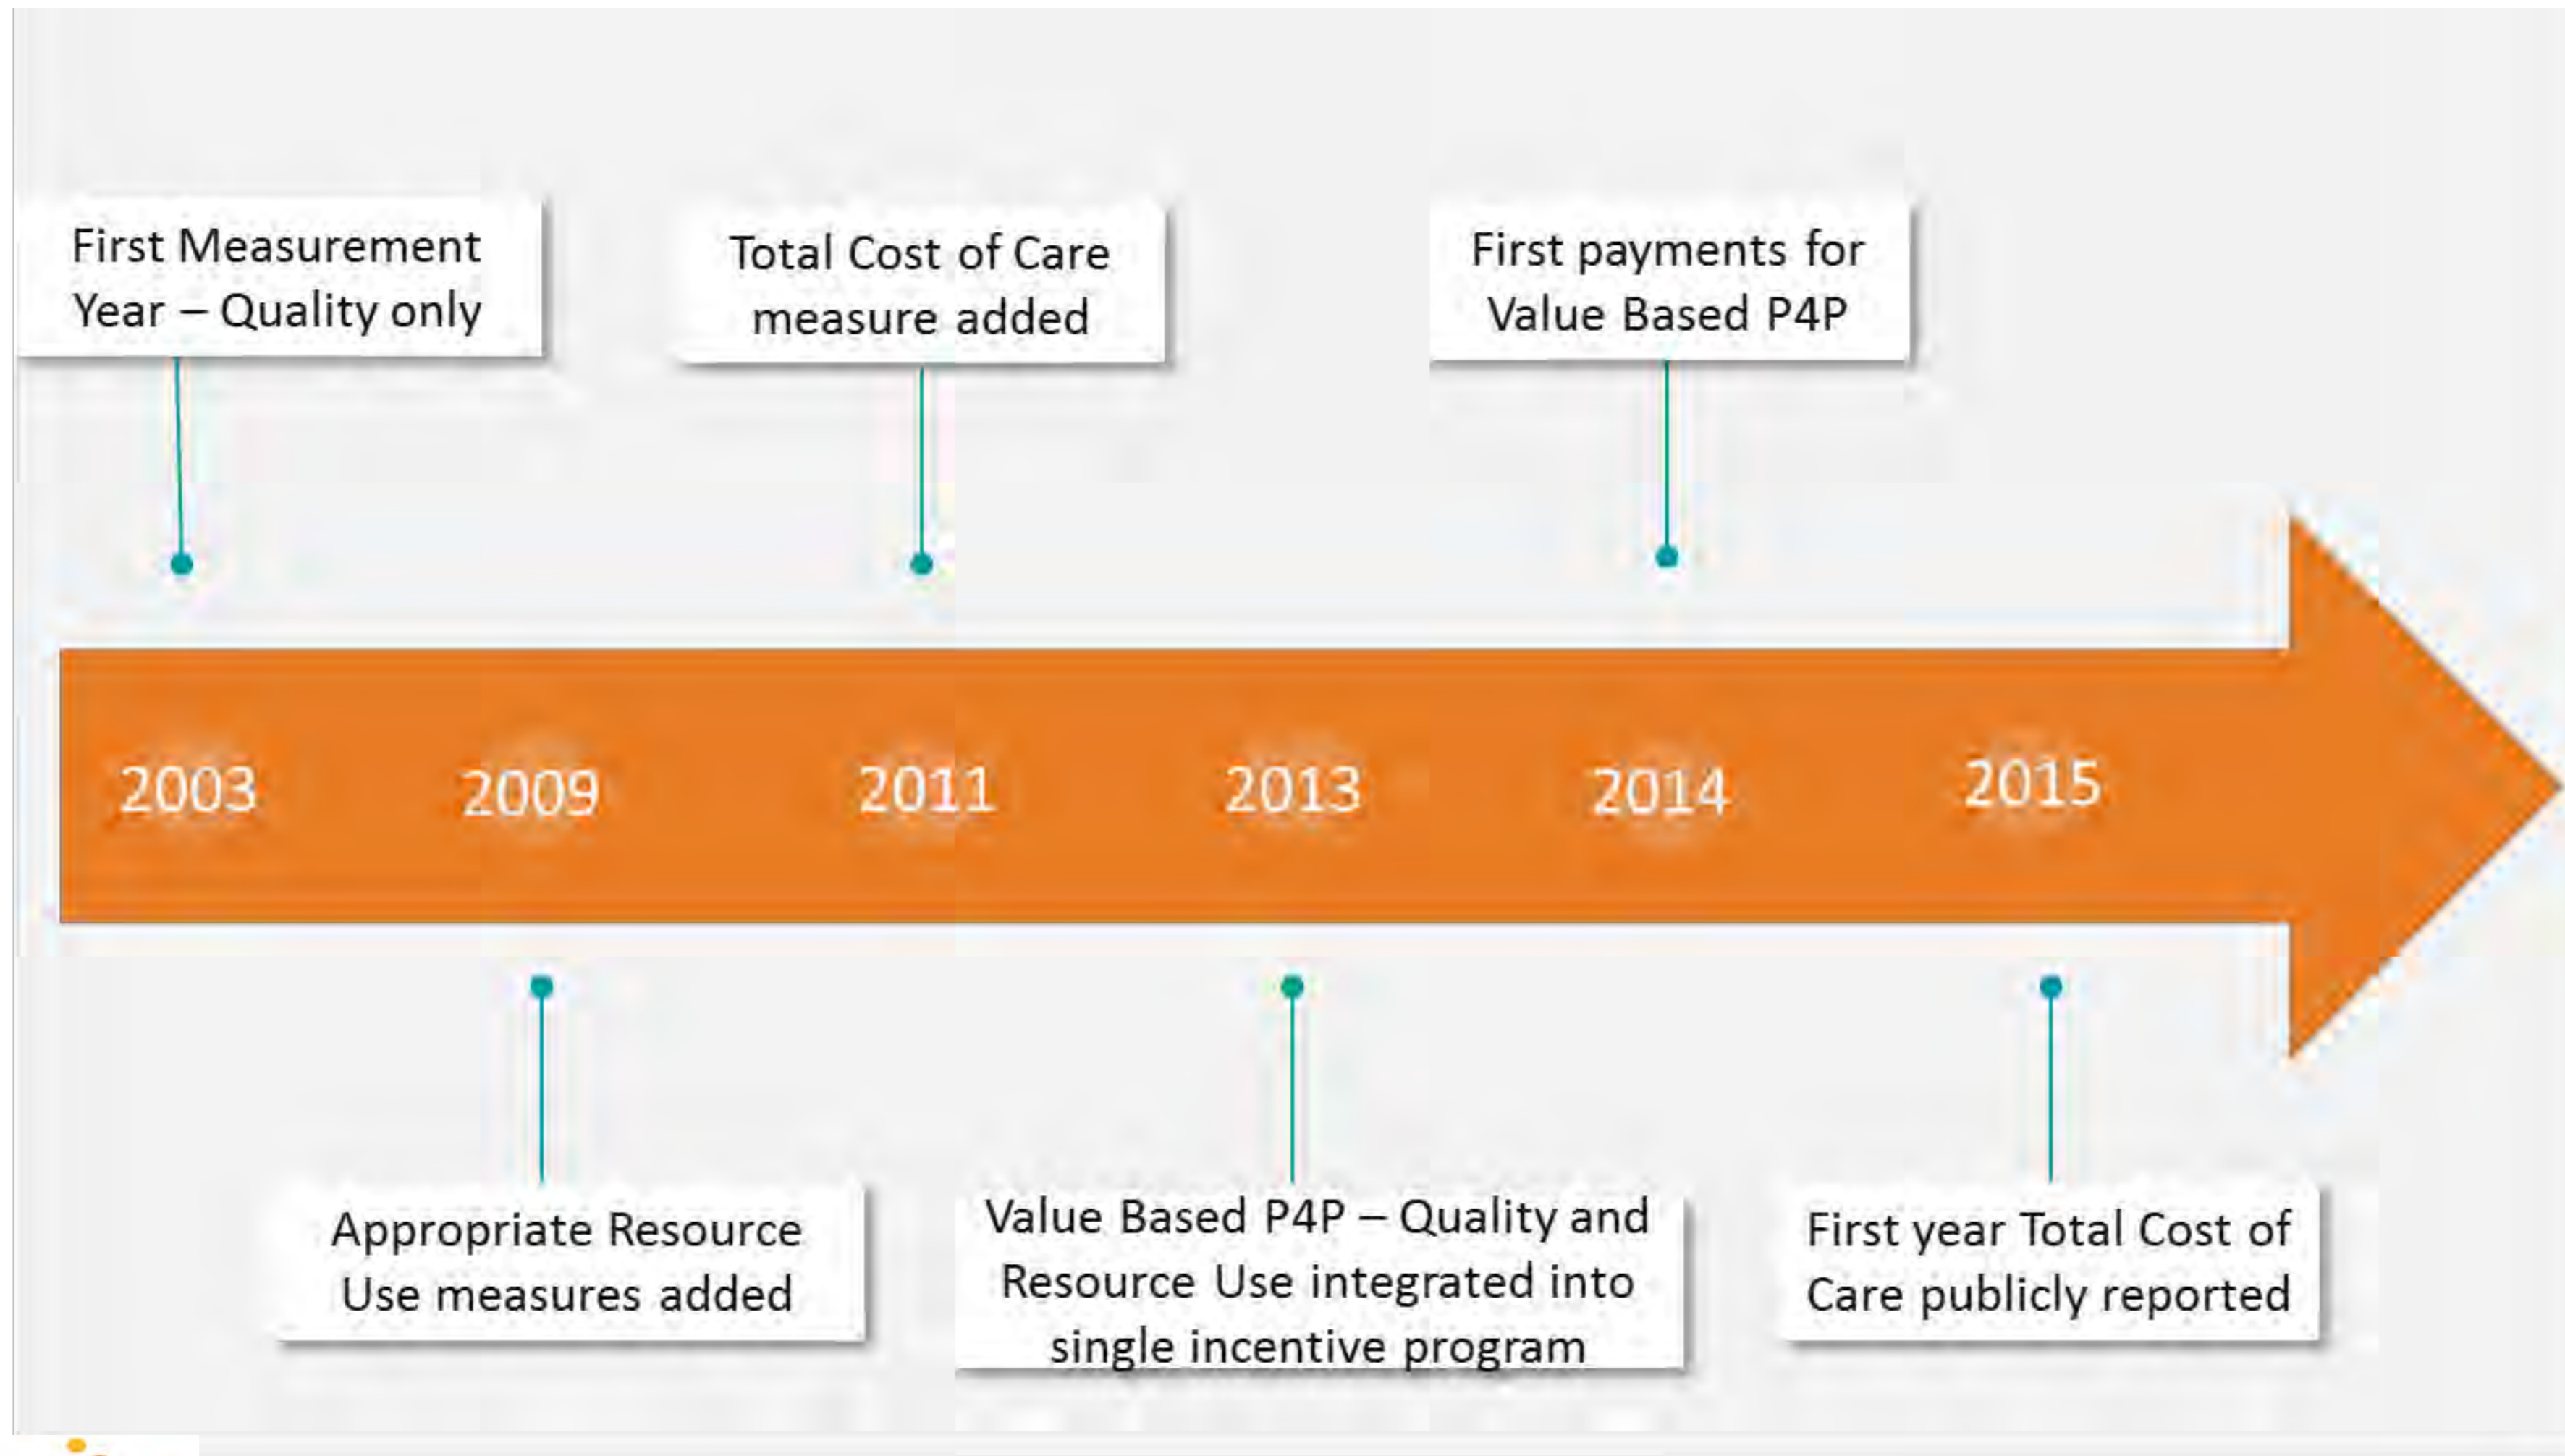 First Measurement
Year – Quality only
Total Cost of Care
measure added
First payments for
Value Based P4P
2003
2009
2011
2013
2014
2015
Appropriate Resource
Use measures added
Value Based P4P – Quality and
Resource Use integrated into
single incentive program
First year Total Cost of
Care publicly reported